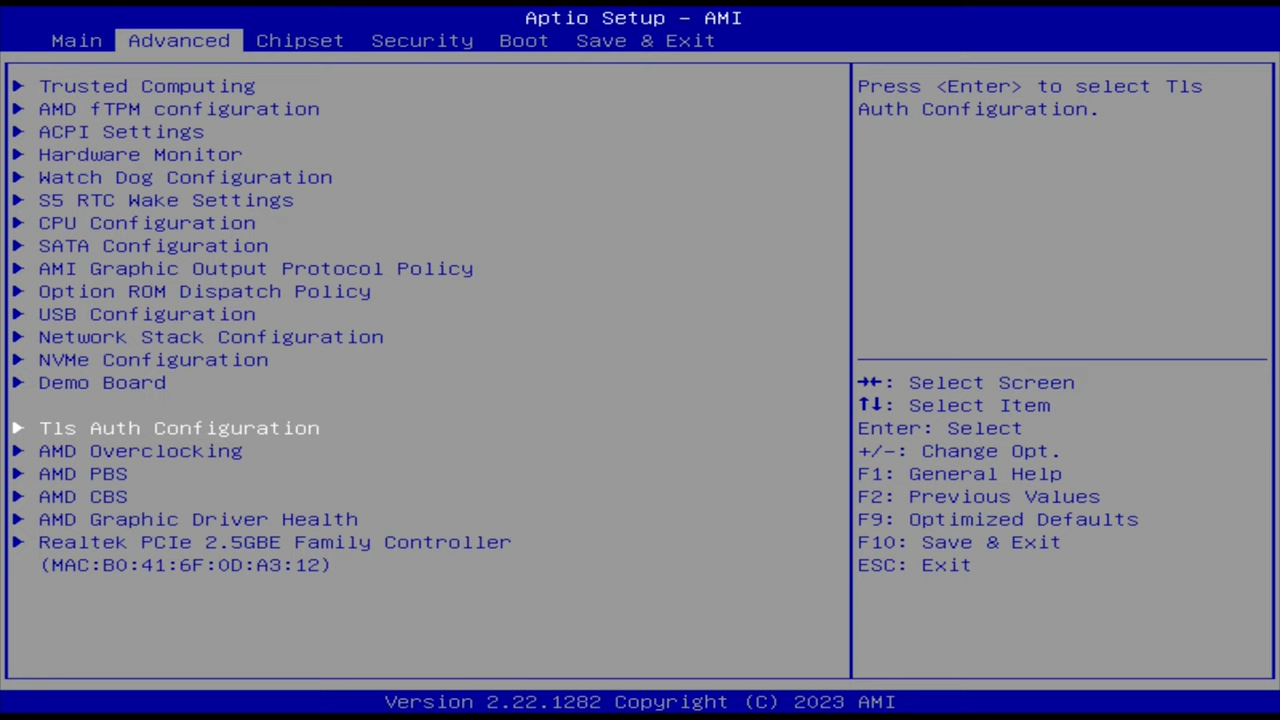 Aptio Setup – AMI
Main Advanced Chipset Security Boot Save & Exit
Trusted Computing
AMD fTPM configuration
ACPI Settings
Hardware Monitor
Watch Dog Configuration
S5 RTC Wake Settings
CPU Configuration
SATA Configuration
AMI Graphic Output Protocol Policy
Option ROM Dispatch Policy
USB Configuration
Network Stack Configuration
NVMe Configuration
Demo Board
Tls Auth Configuration
AMD Overclocking
AMD PBS
AMD CBS
AMD Graphic Driver Health
Realtek PCIe 2.5GBE Family Controller
(MAC:B0:41:6F:0D:A3:12)
Press <Enter> to select Tls
Auth Configuration.
→←: Select Screen
↑↓: Select Item
Enter: Select
+/-: Change Opt.
F1: General Help
F2: Previous Values
F9: Optimized Defaults
F10: Save & Exit
ESC: Exit
Version 2.22.1282 Copyright (C) 2023 AMI